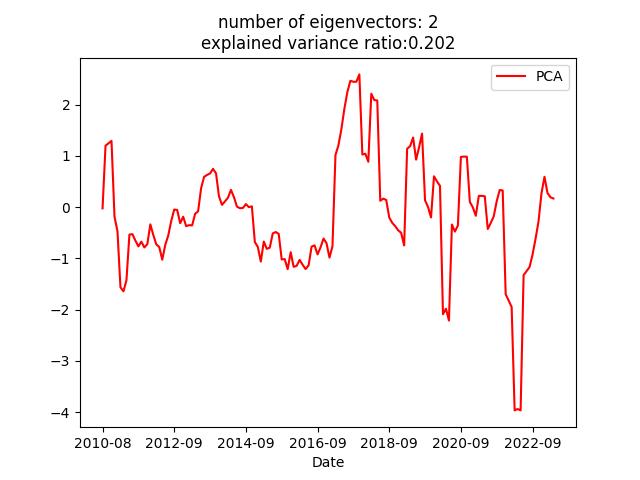 number of eigenvectors: 2
explained variance ratio:0.202
PCA
2
1
0
−1
−2
−3
−4
2010-08 2012-09 2014-09 2016-09 2018-09 2020-09 2022-09
Date